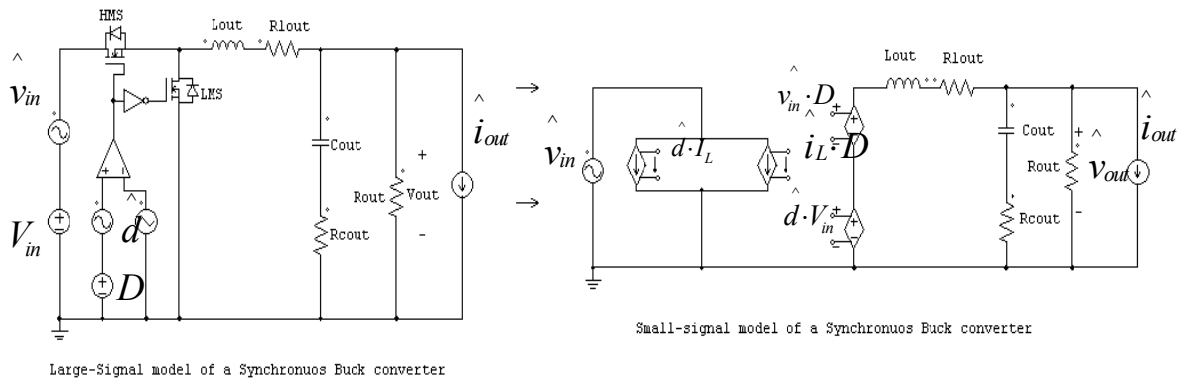 HMS
Lout
Rlout
v̂in
LMS
Cout
îout
+
Rout
Vout
-
Vin
d̂
Rcout
D
Large-Signal model of a Synchronuos Buck converter
v̂in
d̂·IL
îL·D
v̂in·D
d̂·Vin
Lout
Rlout
Cout
+
Rout
v̂out
îout
Rcout
-
Small-signal model of a Synchronuos Buck converter